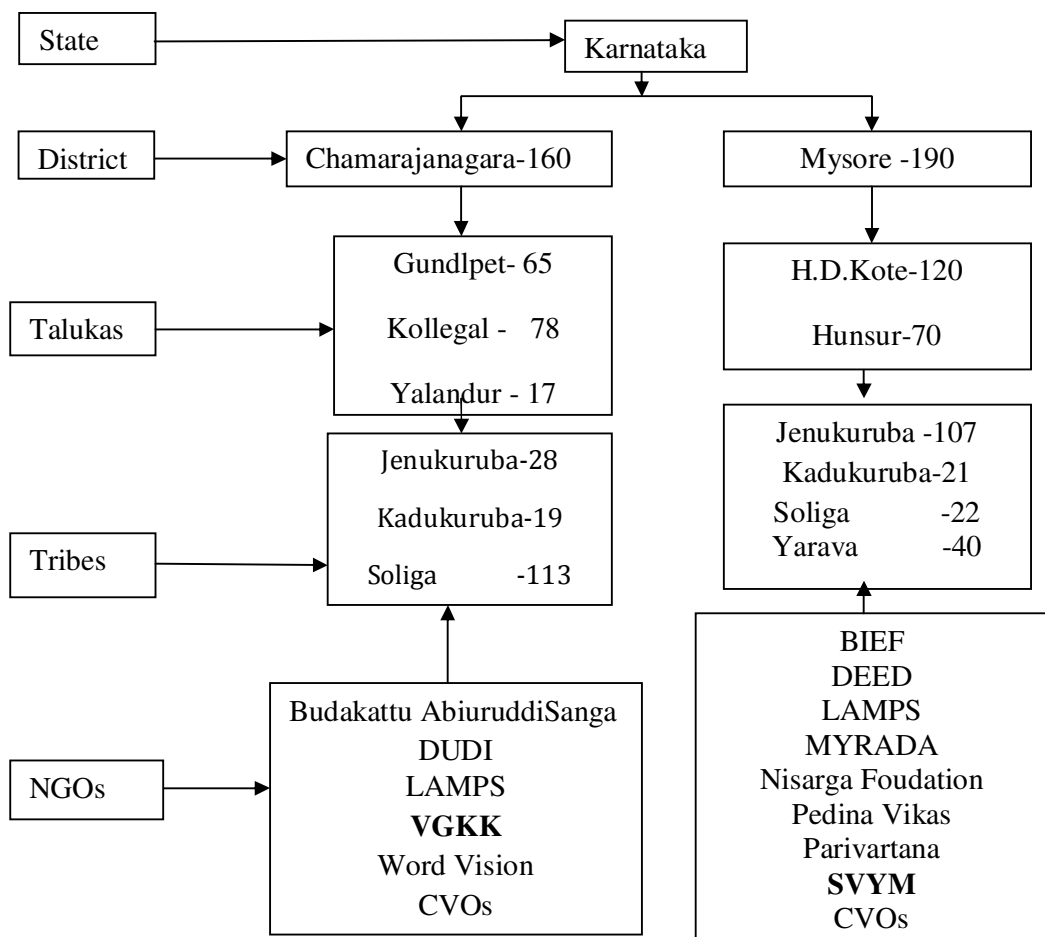 State
Karnataka
District
Chamarajanagara-160
Mysore -190
Talukas
Gundlpet- 65
Kollegal - 78
Yalandur - 17
H.D.Kote-120
Hunsur-70
Tribes
Jenukuruba-28
Kadukuruba-19
Soliga -113
Jenukuruba -107
Kadukuruba-21
Soliga -22
Yarava -40
NGOs
Budakattu AbiuruddiSanga
DUDI
LAMPS
VGKK
Word Vision
CVOs
BIEF
DEED
LAMPS
MYRADA
Nisarga Foudation
Pedina Vikas
Parivartana
SVYM
CVOs